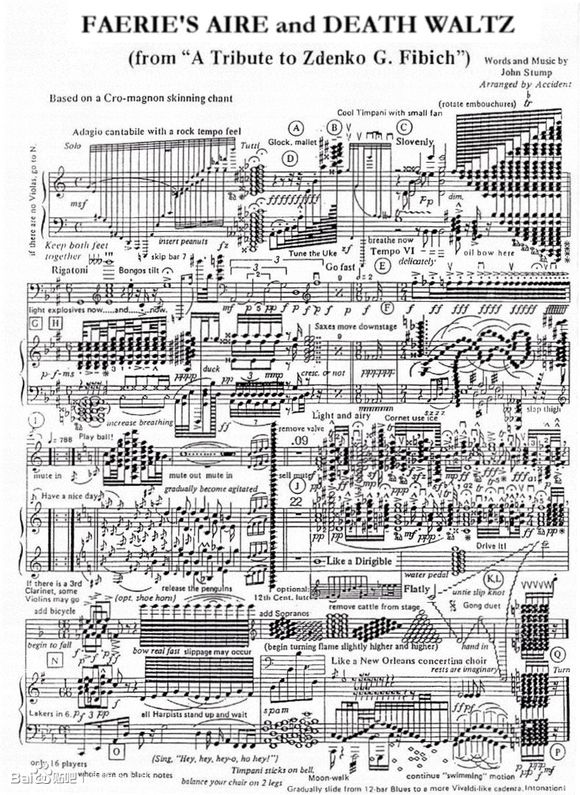 FAERIE'S AIRE and DEATH WALTZ
(from "A Tribute to Zdenko G. Fibich")
Words and Music by
John Stump
Arranged by Accident
Based on a Cro-magnon skinning chant
(rotate embouchures)
tr
Cool Timpani with small fan
Adagio cantabile with a rock tempo feel
Solo
Tutti
A
B
C
Glock, mallet
D
Slovenly
if there are no Violas, go to N.
msf
fffffffff
Pp
dim.
Keep both feet
together
insert peanuts
fz
zf
breathe now
Tempo VI
delicately
oil bow here
skip bar 7
Tune the Uke
Rigatoni
Bongos tilt
Go fast
E
F
light explosives now.....and.....now.
G
H
p - f - ms
duck
Saxes move downstage
cresc. or not
pppppp
slap thigh
increase breathing
Light and airy
Cornet use ice
I
= 788
Play ball!
remove valve
.09
mute in
mute out
mute in
gradually become agitated
sell mute
J
22
Have a nice day
Drive it!
Like a Dirigible
water pedal
If there is a 3rd
Clarinet, some
Violins may go
(opt. shoe horn)
release the penguins
optional:
12th Cent. lute
Flatly
K,L
untie slip knot
add bicycle
remove cattle from stage
Gong duet
add Sopranos
begin to fall
bow real fast
slippage may occur
(begin turning flame slightly higher and higher)
hand in
N
Q
Turn
Like a New Orleans concertina choir
rests are imaginary
Lakers in 6.
all Harpists stand up and wait
spam
only 16 players
O
P
whole arm on black notes
(Sing, "Hey, hey, hey-o, ho hey!")
Timpani sticks on bell,
balance your chair on 2 legs
Moon-walk
continue "swimming" motion
Gradually slide from 12-bar Blues to a more Vivaldi-like cadenza.
Intonation!
Bai 贴吧